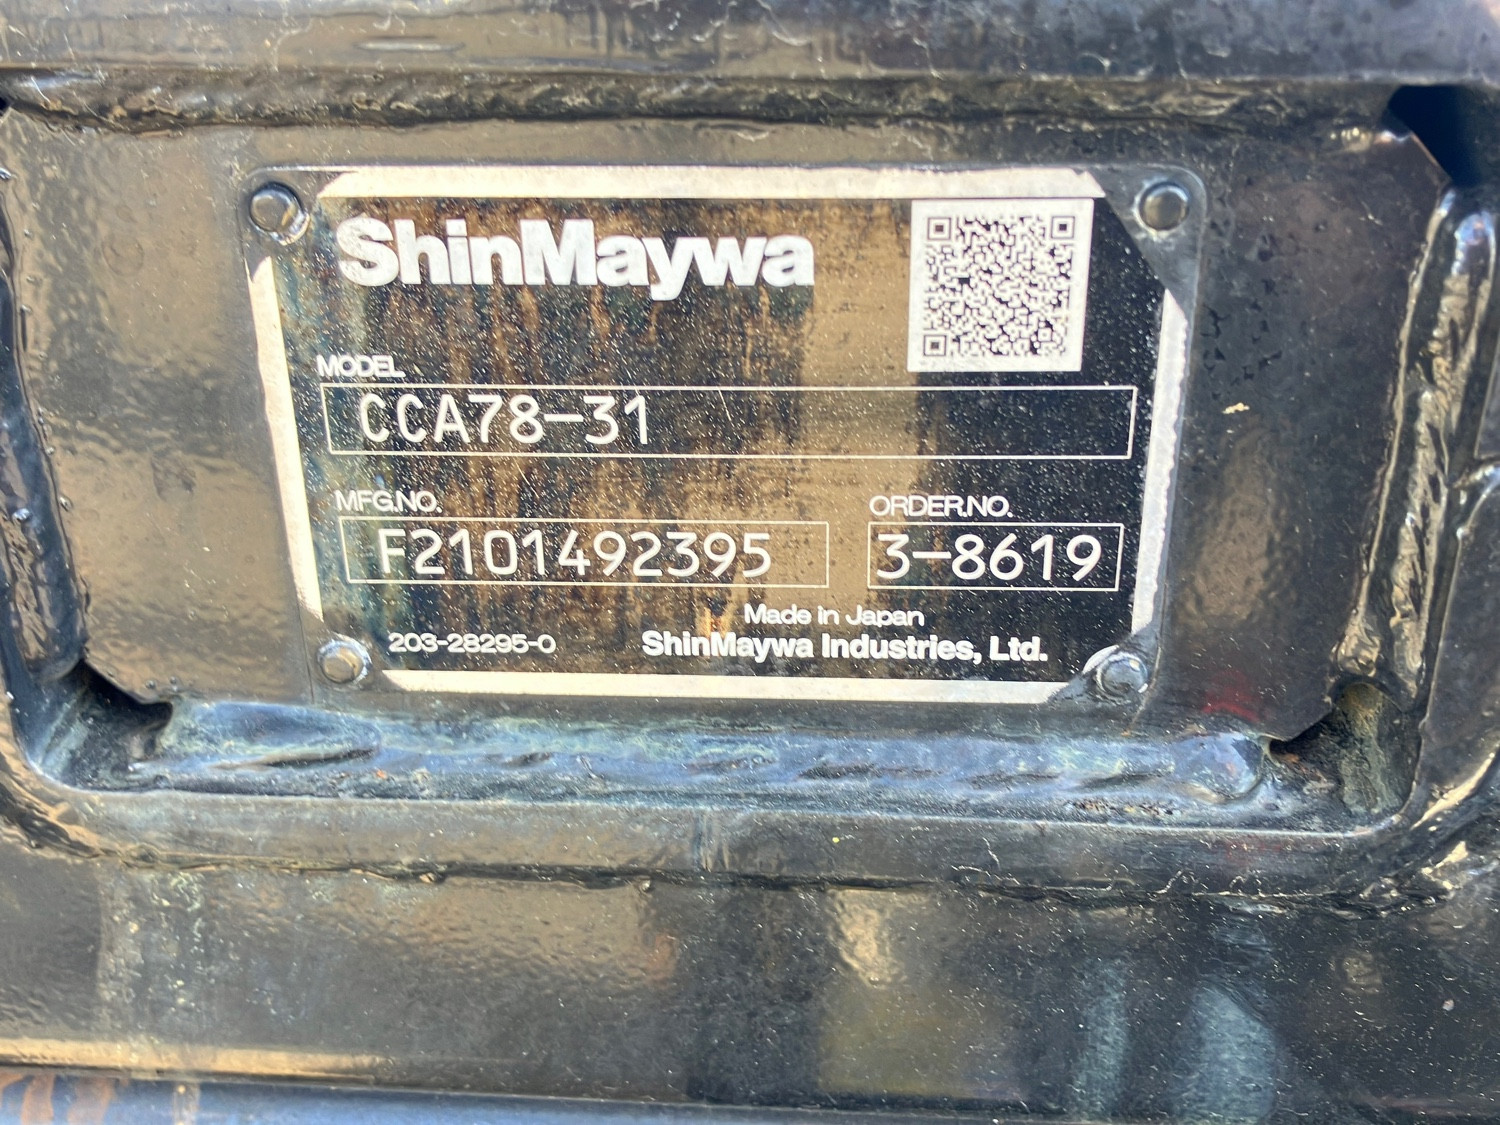 ShinMaywa
MODEL
CCA78-31
MFG.NO. ORDER.NO.
F2101492395 3-8619
Made in Japan
203-28295-0 ShinMaywa Industries, Ltd.